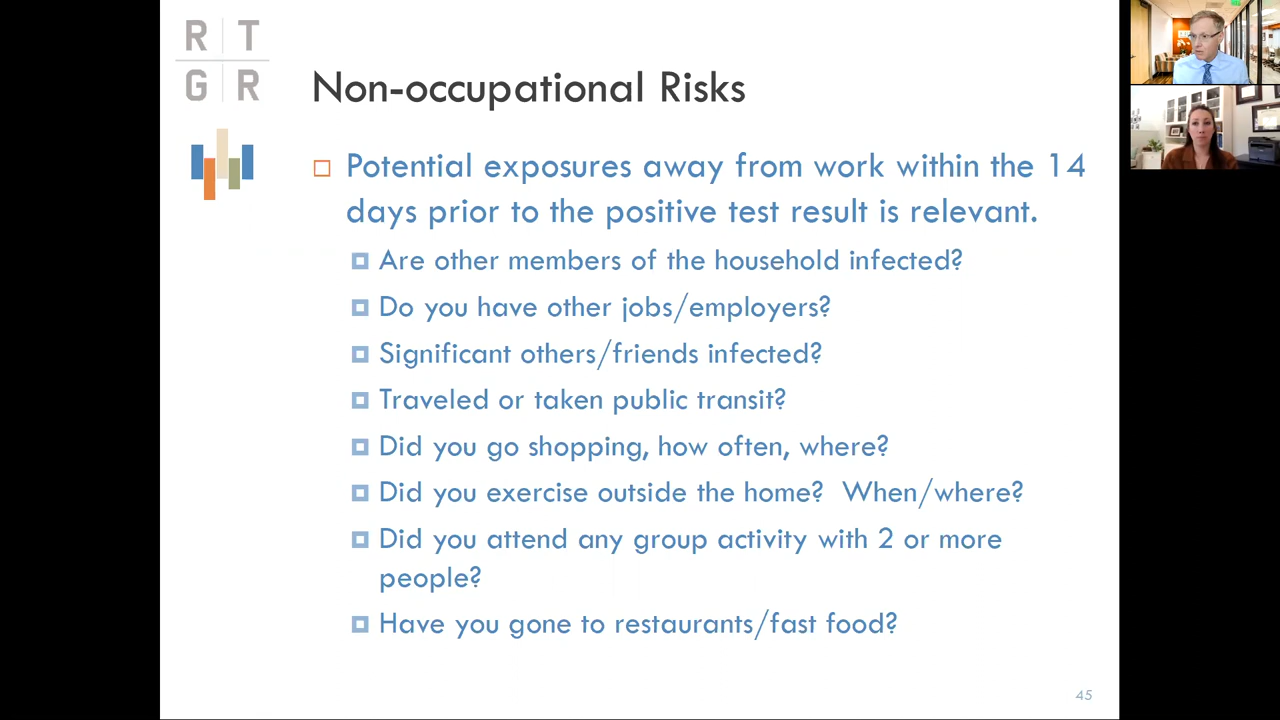 R T
G R
Non-occupational Risks
Potential exposures away from work within the 14
days prior to the positive test result is relevant.
Are other members of the household infected?
Do you have other jobs/employers?
Significant others/friends infected?
Traveled or taken public transit?
Did you go shopping, how often, where?
Did you exercise outside the home?  When/where?
Did you attend any group activity with 2 or more
people?
Have you gone to restaurants/fast food?
45